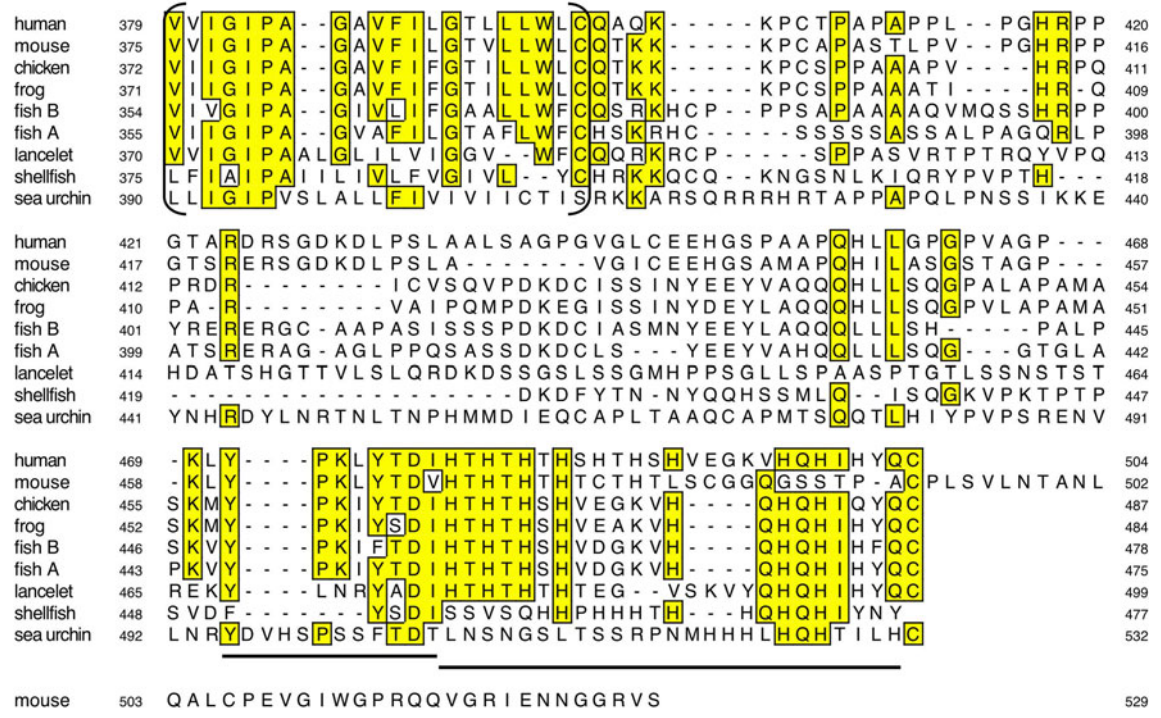 human 379 VVIGIPA--GAVFILGTLLLWLCQAQK-----KPCTPAPAPPL--PGHRPP 420
mouse 375 VVIGIPA--GAVFILGTVLLWLCQTKK-----KPCAPASTLPV--PGHRPP 416
chicken 372 VIIGIPA--GAVFIFGTILLWLCQTKK-----KPCSPPAAAPV----HRPQ 411
frog 371 VIIGIPA--GAVFIFGTILLWLCQTKK-----KPCSPPAAATI----HR-Q 409
fish B 354 VIVGIPA--GIVLIFGAALLWFCQSRKHCP--PPSAPAAAAQVMQSSHRPP 400
fish A 355 VIIGIPA--GVAFILGTAFLWFCHSKRHC-----SSSSSASSALPAGQRLP 398
lancelet 370 VVIGIPAALGLILVIGGV--WFCQQRKRCP-----SPPASVRTPTRQYVPQ 413
shellfish 375 LFIAIPAIILIVLFVGIVL--YCHRKKQCQ--KNGSNLKIQRYPVPTH--- 418
sea urchin 390 LLIGIPVSLALLFIVIVIICTISRKKARSQRRRHRTAPPAPQLPNSSIKKE 440
human 421 GTARDRSGDKDLPSLAALSAGPGVGLCEEHGSPAAPQHLLGPGPVAGP--- 468
mouse 417 GTSRERSGDKDLPSLA-------VGICEEHGSAMAPQHILASGSTAGP--- 457
chicken 412 PRDR--------ICVSQVPDKDCISSINYEEYVAQQQHLLSQGPALAPAMA 454
frog 410 PA-R--------VAIPQMPDKEGISSINYDEYLAQQQHLLSQGPVLAPAMA 451
fish B 401 YRERERGC-AAPASISSSPDKDCIASMNYEEYLAQQQLLLSH-----PALP 445
fish A 399 ATSRERAG-AGLPPQSASSDKDCLS---YEEYVAHQQLLLSQG---GTGLA 442
lancelet 414 HDATSHGTTVLSLQRDKDSSGSLSSGMHPPSGLLSPAASPTGTLSSNSTST 464
shellfish 419 -------------------DKDFYTN-NYQQHSSMLQ--ISQGKVPKTPTP 447
sea urchin 441 YNHRDYLNRTNLTNPHMMDIEQCAPLTAAQCAPMTSQQTLHIYPVPSRENV 491
human 469 -KLY----PKLYTDIHTHTHTHSHTHSHVEGKVHQHIHYQC 504
mouse 458 -KLY----PKLYTDVHTHTHTHTCTHTLSCGGQGSSTP-ACPLSVLNTANL 502
chicken 455 SKMY----PKIYTDIHTHTHSHVEGKVH----QHQHIQYQC 487
frog 452 SKMY----PKIYSDIHTHTHSHVEAKVH----QHQHIHYQC 484
fish B 446 SKVY----PKIFTDIHTHTHSHVDGKVH----QHQHIHFQC 478
fish A 443 PKVY----PKIYTDIHTHTHSHVDGKVH----QHQHIHYQC 475
lancelet 465 REKY----LNRYADIHTHTHTHTEG--VSKVYQHQHIHYQC 499
shellfish 448 SVDF-------YSDISSVSQHHPHHHTH---HQHQHIYNY 477
sea urchin 492 LNRYDVHSPSSFTDTLNSNGSLTSSRPNMHHHLHQHTILHC 532
mouse 503 QALCPEVGIWGPRQQVGRIENNGGRVS 529